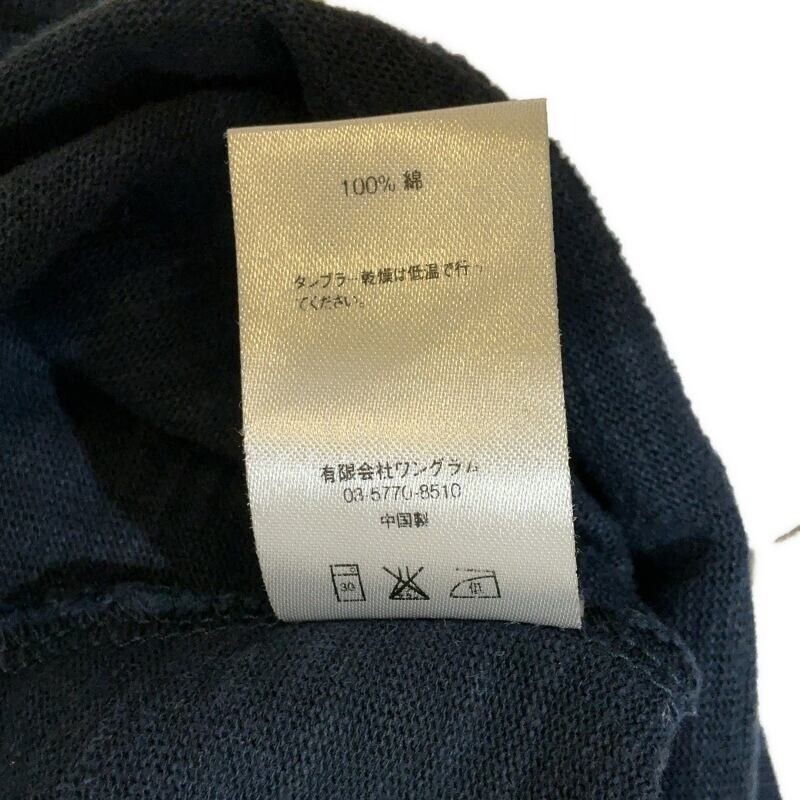 100% 綿
タンブラー乾燥は低温で行っ
てください。
有限会社ワングラム
03-5770-8510
中国製
30
低